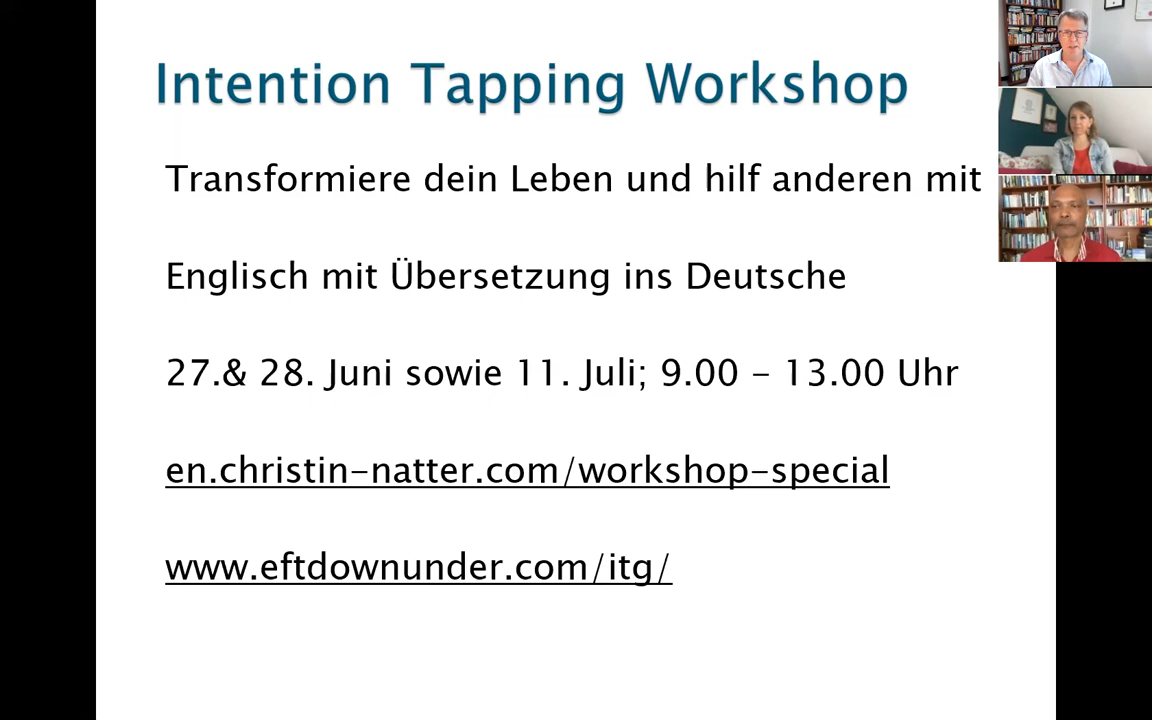 Intention Tapping Workshop
Transformiere dein Leben und hilf anderen mit
Englisch mit Übersetzung ins Deutsche
27.& 28. Juni sowie 11. Juli; 9.00 – 13.00 Uhr
en.christin-natter.com/workshop-special
www.eftdownunder.com/itg/